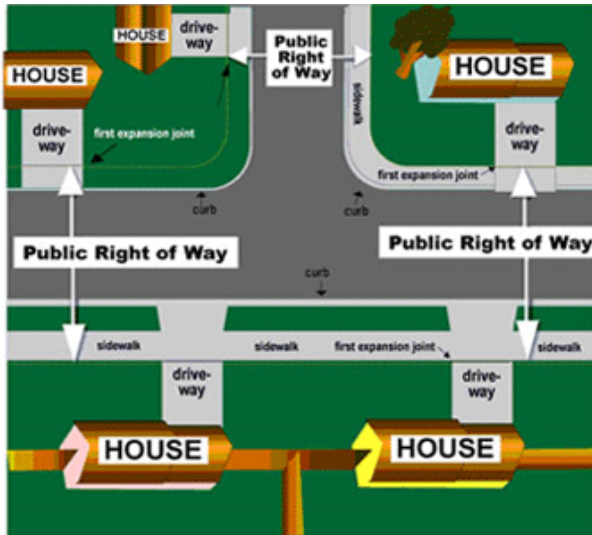 HOUSE
drive-
way
Public
Right
of Way
HOUSE
HOUSE
drive-
way
first expansion joint
sidewalk
drive-
way
first expansion joint
curb
curb
Public Right of Way
Public Right of Way
curb
sidewalk
sidewalk
first expansion joint
sidewalk
drive-
way
drive-
way
HOUSE
HOUSE